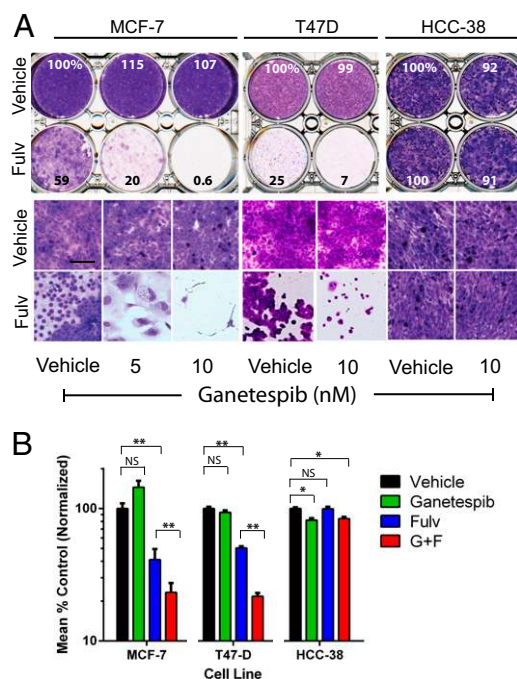 A
MCF-7 T47D HCC-38
Vehicle 100% 115 107 100% 99 100% 92
Fulv 59 20 0.6 25 7 100 91
Vehicle
Fulv
Vehicle 5 10 Vehicle 10 Vehicle 10
Ganetespib (nM)
B
Mean % Control (Normalized)
100
10
** NS **
** NS **
* NS *
MCF-7 T47-D HCC-38
Cell Line
Vehicle
Ganetespib
Fulv
G+F